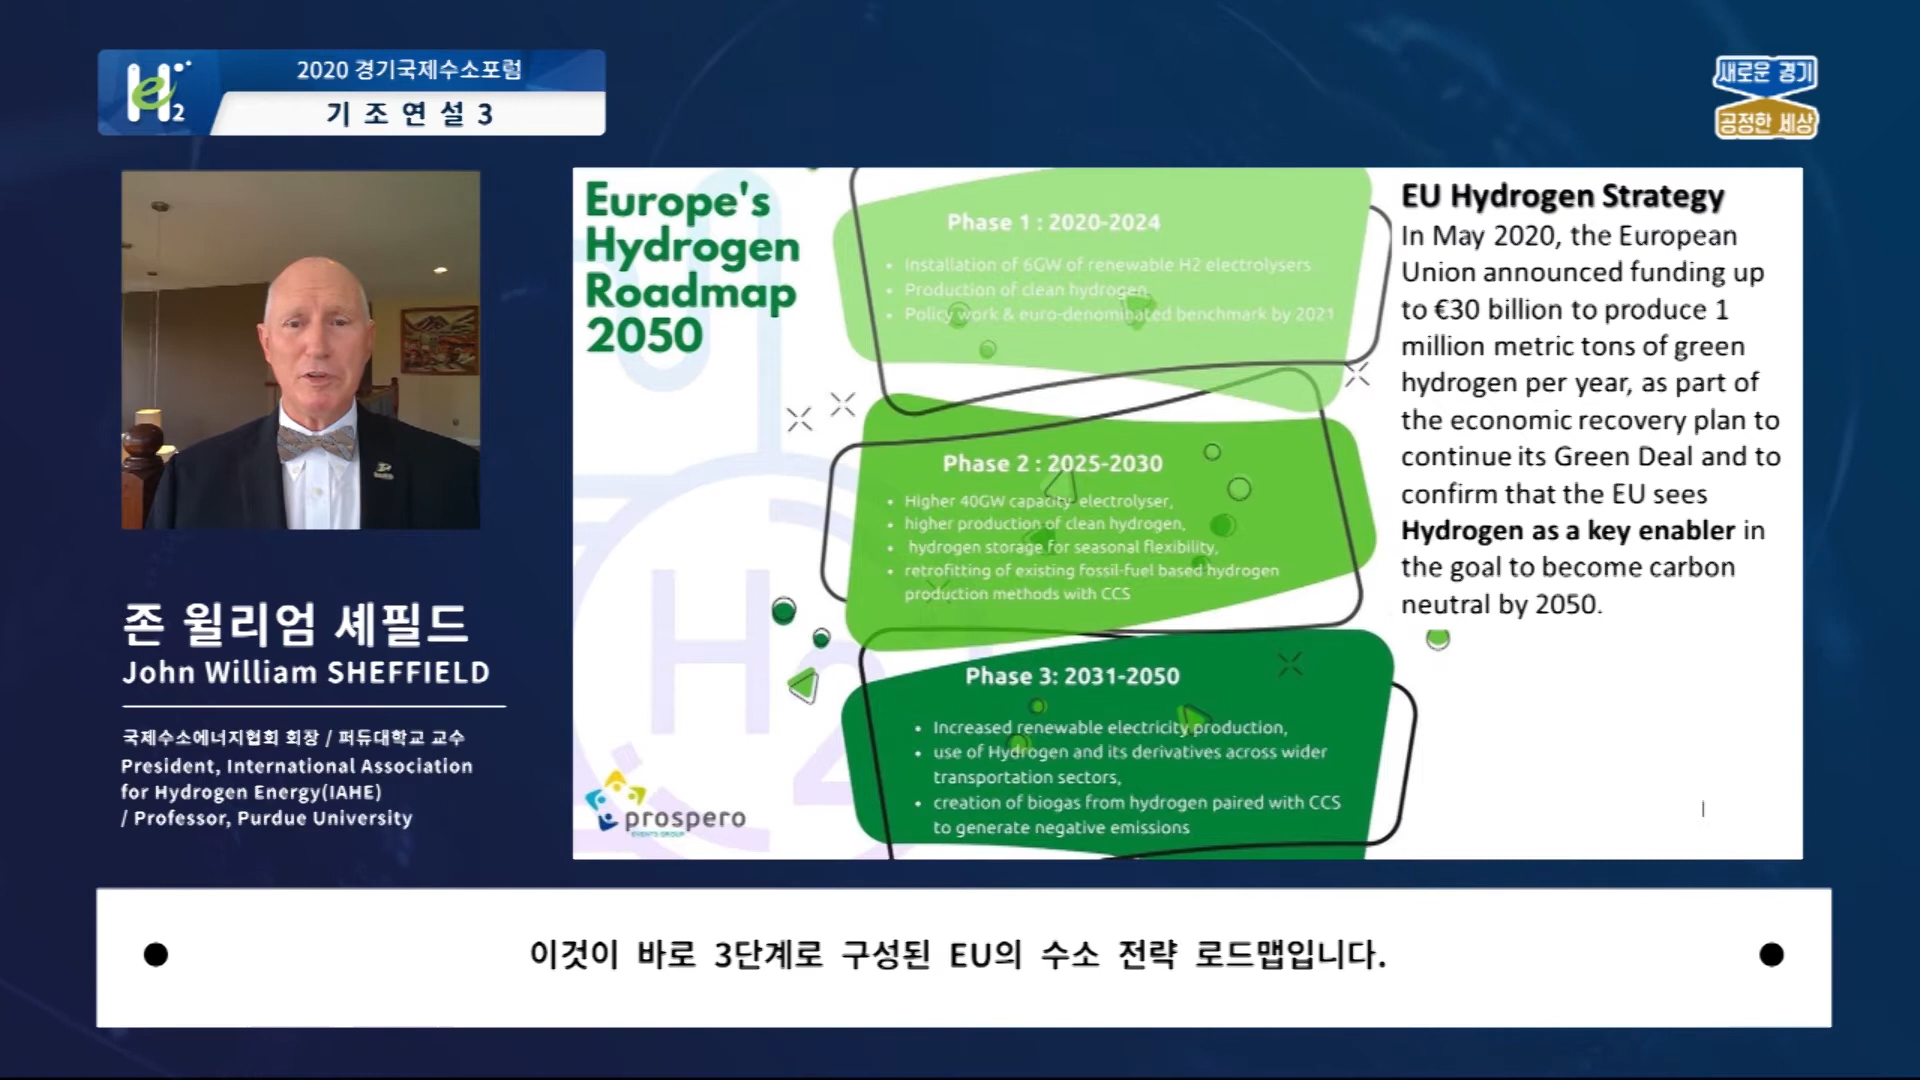 H2
e
2020 경기국제수소포럼
기조연설3
새로운 경기
공정한 세상
존 윌리엄 셰필드
John William SHEFFIELD
국제수소에너지협회 회장 / 퍼듀대학교 교수
President, International Association
for Hydrogen Energy(IAHE)
/ Professor, Purdue University
Europe's
Hydrogen
Roadmap
2050
H2
prospero
EVENTS GROUP
Phase 1 : 2020-2024
• Installation of 6GW of renewable H2 electrolysers
• Production of clean hydrogen
• Policy work & euro-denominated benchmark by 2021
Phase 2 : 2025-2030
• Higher 40GW capacity electrolyser,
• higher production of clean hydrogen,
• hydrogen storage for seasonal flexibility,
• retrofitting of existing fossil-fuel based hydrogen
production methods with CCS
Phase 3: 2031-2050
• Increased renewable electricity production,
• use of Hydrogen and its derivatives across wider
transportation sectors,
• creation of biogas from hydrogen paired with CCS
to generate negative emissions
EU Hydrogen Strategy
In May 2020, the European
Union announced funding up
to €30 billion to produce 1
million metric tons of green
hydrogen per year, as part of
the economic recovery plan to
continue its Green Deal and to
confirm that the EU sees
Hydrogen as a key enabler in
the goal to become carbon
neutral by 2050.
이것이 바로 3단계로 구성된 EU의 수소 전략 로드맵입니다.